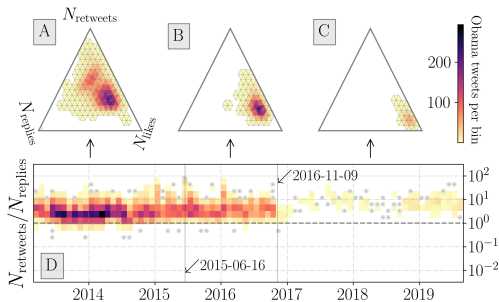 N_retweets
A
B
C
N_replies
N_likes
Obama tweets per bin
200
100
N_retweets/N_replies
2016-11-09
10^2
10^1
10^0
10^-1
10^-2
D
2015-06-16
2014
2015
2016
2017
2018
2019